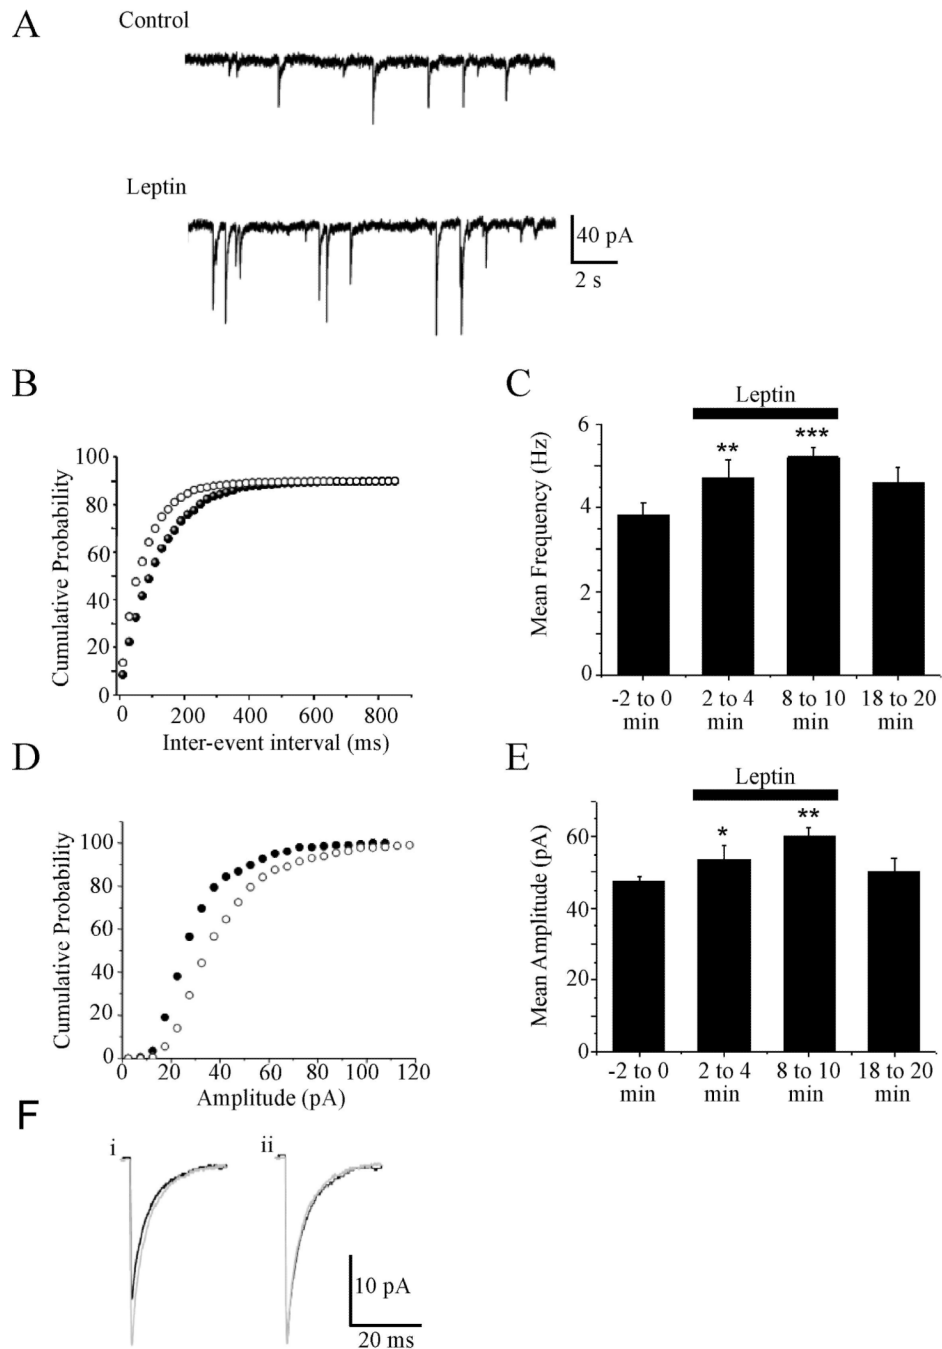 A
Control
Leptin
40 pA
2 s
B
Cumulative Probability
100
80
60
40
20
0
0 200 400 600 800
Inter-event interval (ms)
C
Leptin
Mean Frequency (Hz)
6
4
2
0
** ***
-2 to 0 min
2 to 4 min
8 to 10 min
18 to 20 min
D
Cumulative Probability
100
80
60
40
20
0
0 20 40 60 80 100 120
Amplitude (pA)
E
Leptin
Mean Amplitude (pA)
60
40
20
0
* **
-2 to 0 min
2 to 4 min
8 to 10 min
18 to 20 min
F
i
ii
10 pA
20 ms